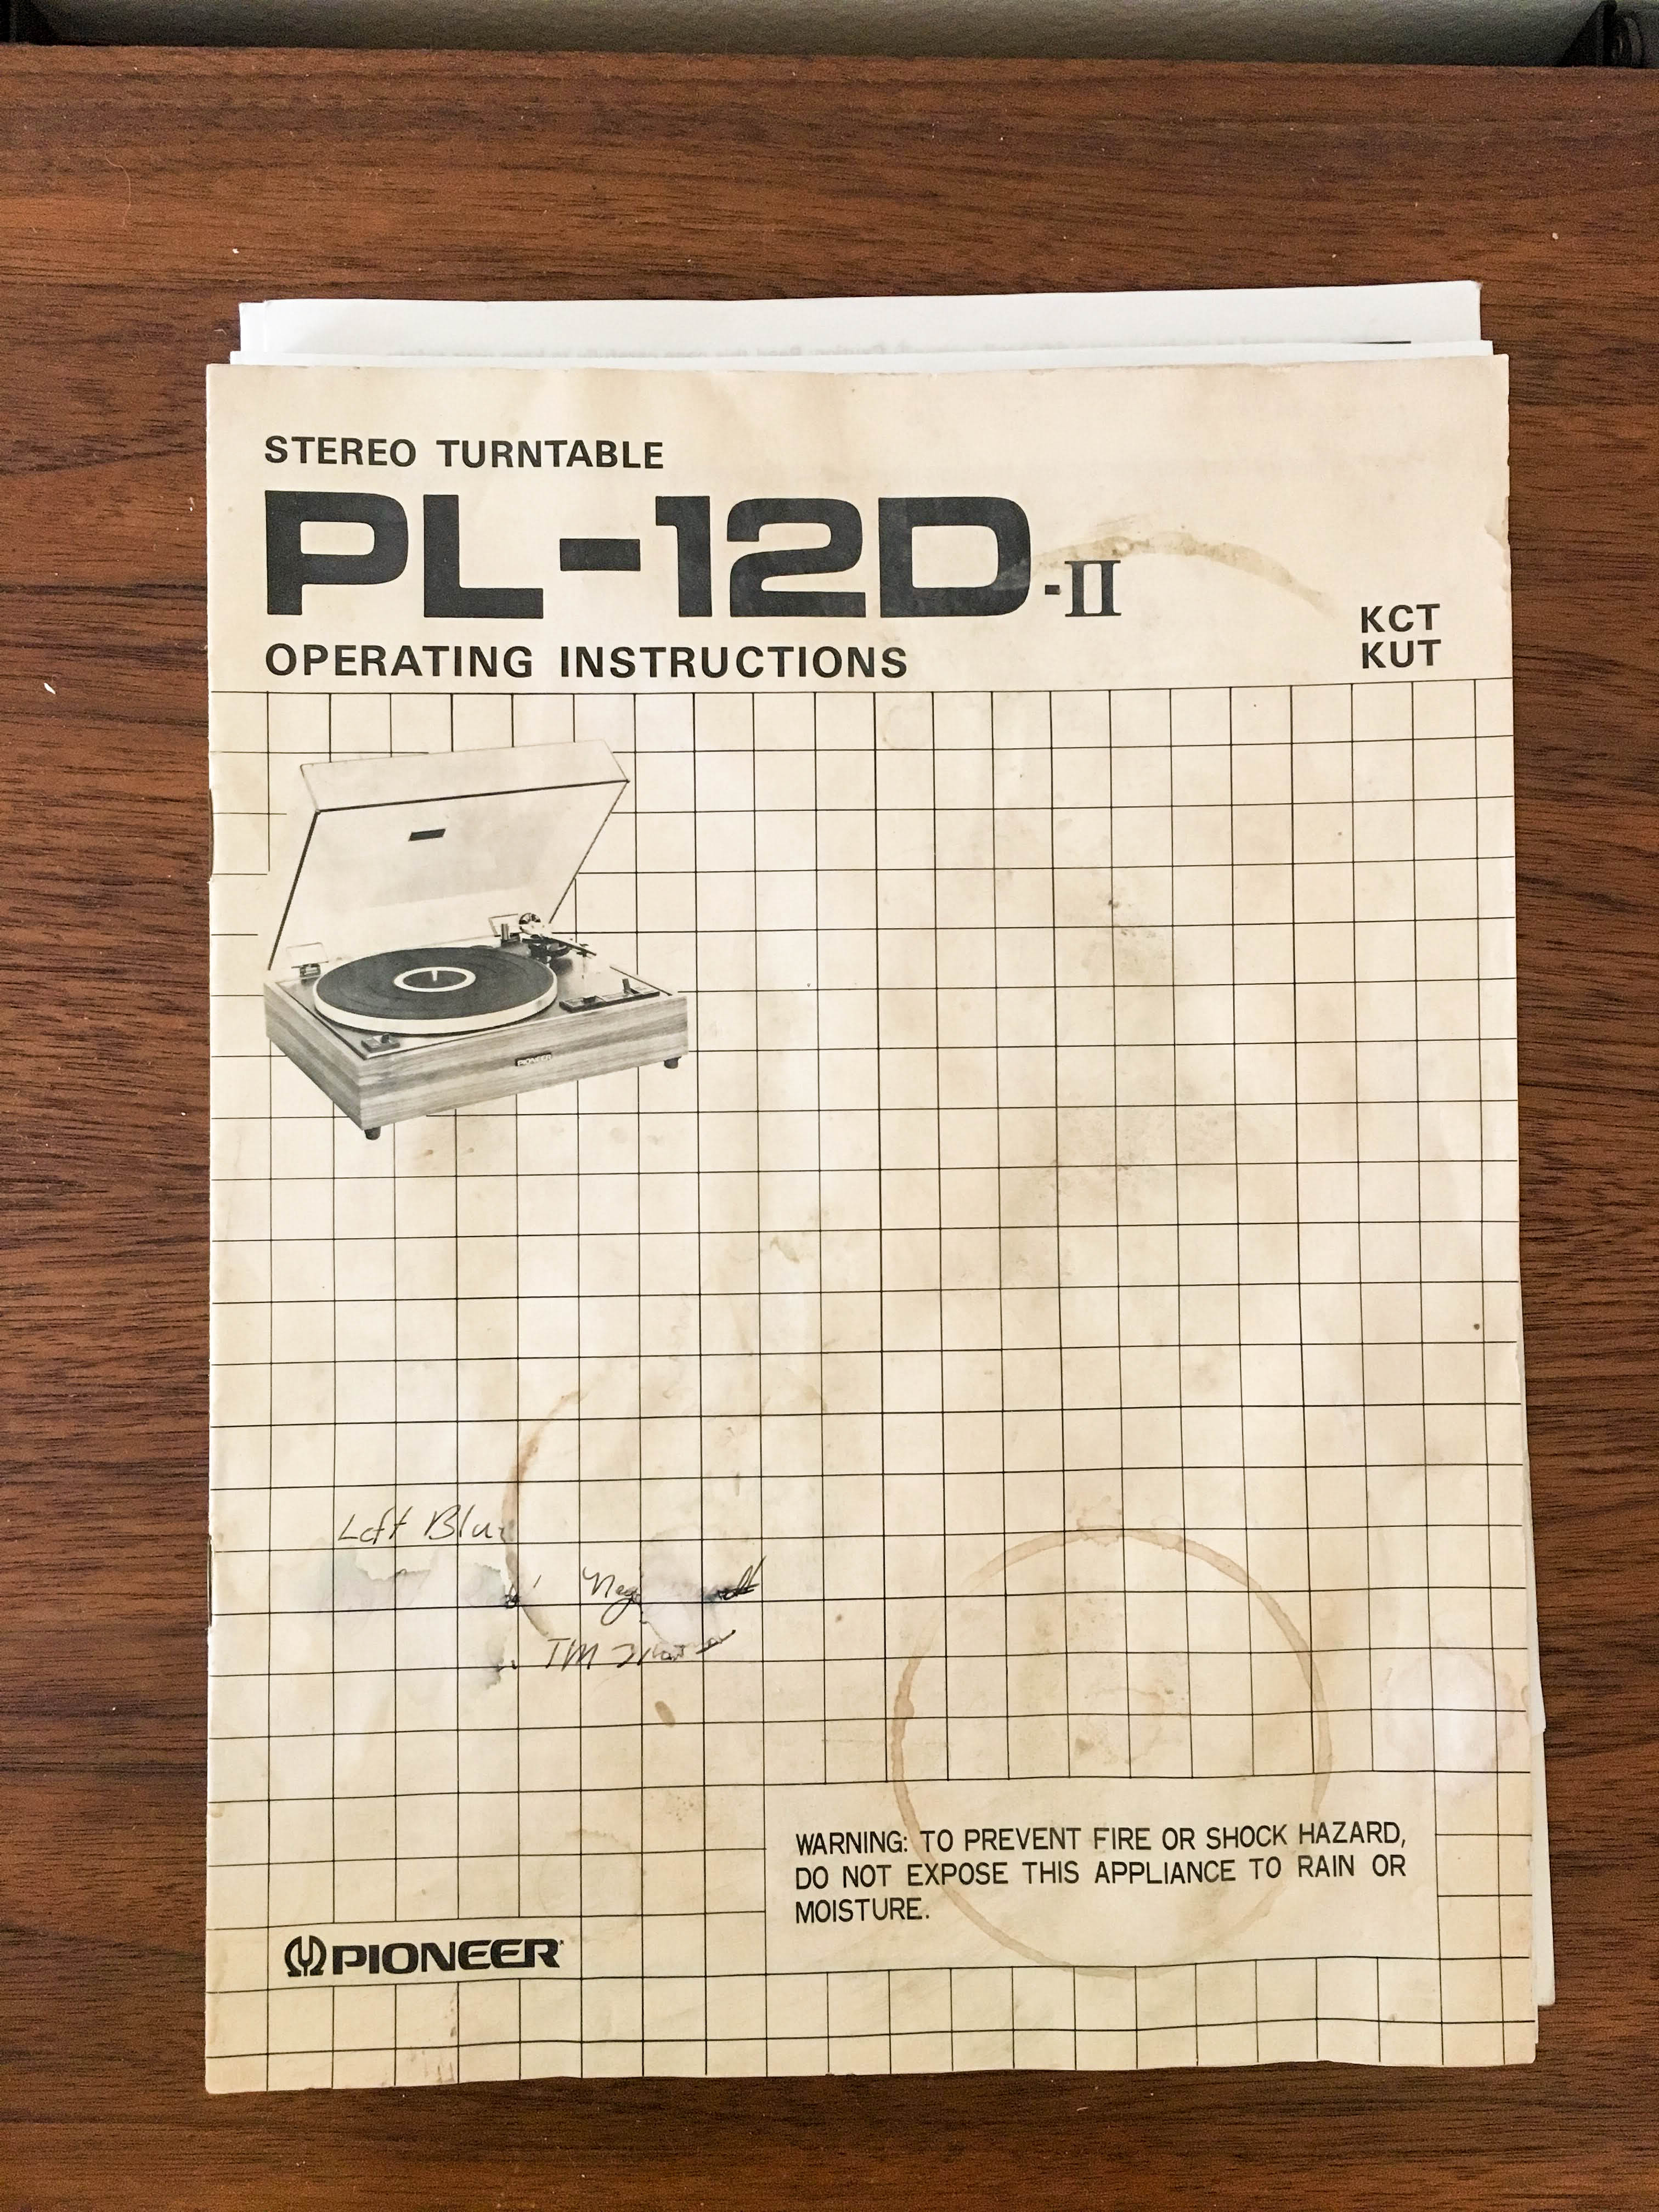 STEREO TURNTABLE
PL-12D-II
KCT
OPERATING INSTRUCTIONS
KUT
PIONEER
Left
WARNING: TO PREVENT FIRE OR SHOCK HAZARD,
DO NOT EXPOSE THIS APPLIANCE TO RAIN OR
MOISTURE.
PIONEER